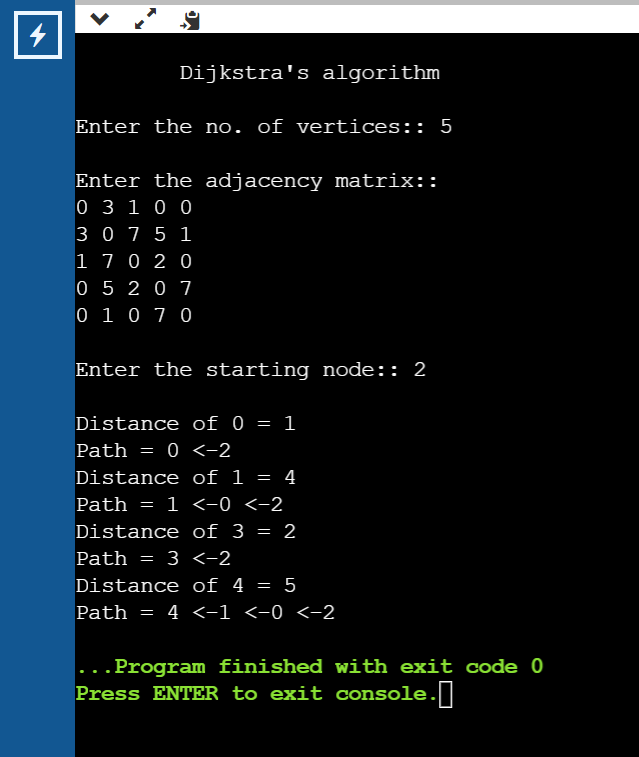 Dijkstra's algorithm
Enter the no. of vertices:: 5
Enter the adjacency matrix::
0 3 1 0 0
3 0 7 5 1
1 7 0 2 0
0 5 2 0 7
0 1 0 7 0
Enter the starting node:: 2
Distance of 0 = 1
Path = 0 <-2
Distance of 1 = 4
Path = 1 <-0 <-2
Distance of 3 = 2
Path = 3 <-2
Distance of 4 = 5
Path = 4 <-1 <-0 <-2
...Program finished with exit code 0
Press ENTER to exit console.